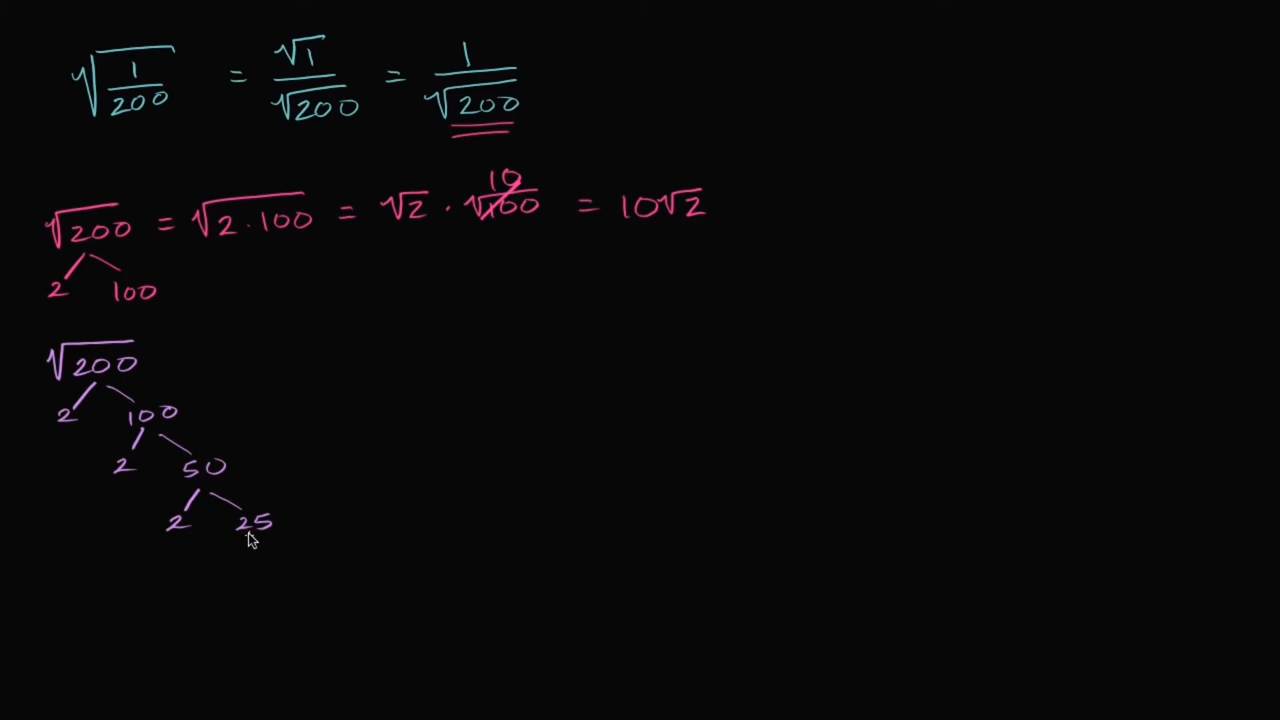 √(1/200) = √1/√200 = 1/√200
√200 = √(2·100) = √2 · √100 10 = 10√2
2 100
√200
2 100
2 50
2 25